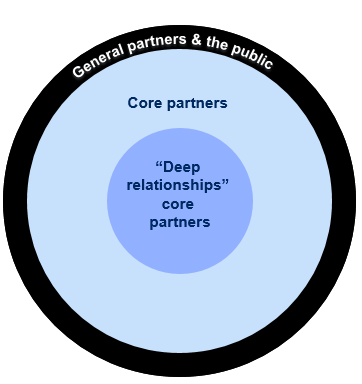 General partners & the public
Core partners
“Deep
relationships”
core
partners